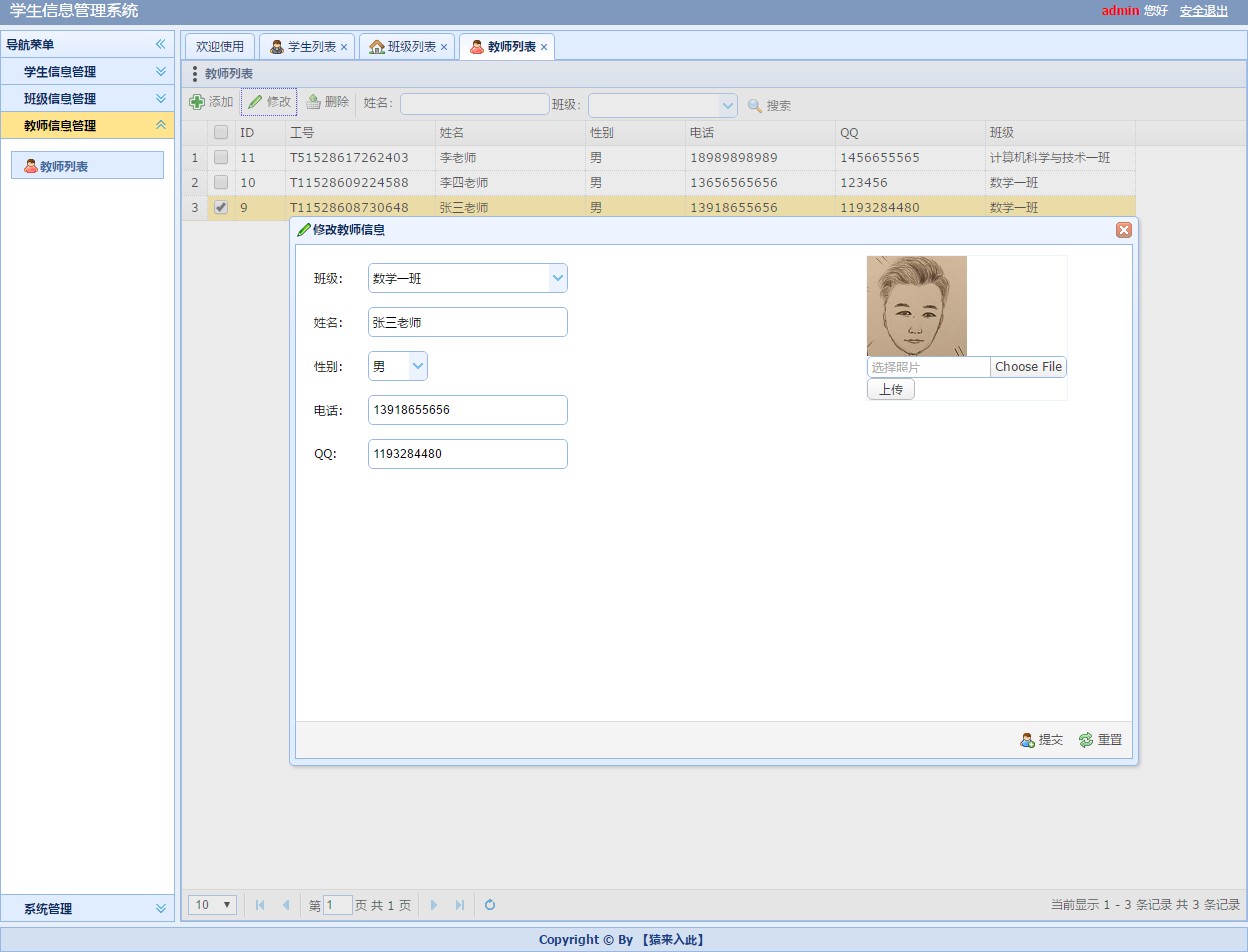 学生信息管理系统 admin 您好 安全退出
导航菜单
学生信息管理
班级信息管理
教师信息管理
教师列表
系统管理
欢迎使用 学生列表 班级列表 教师列表
教师列表
添加 修改 删除 姓名: 班级: 搜索
ID 工号 姓名 性别 电话 QQ 班级
1 11 T51528617262403 李老师 男 18989898989 1456655565 计算机科学与技术一班
2 10 T11528609224588 李四老师 男 13656565656 123456 数学一班
3 9 T11528608730648 张三老师 男 13918655656 1193284480 数学一班
修改教师信息
班级: 数学一班
姓名: 张三老师
性别: 男
电话: 13918655656
QQ: 1193284480
选择照片 Choose File
上传
提交 重置
10 第 1 页 共 1 页 当前显示 1 - 3 条记录 共 3 条记录
Copyright © By 【猿来入此】